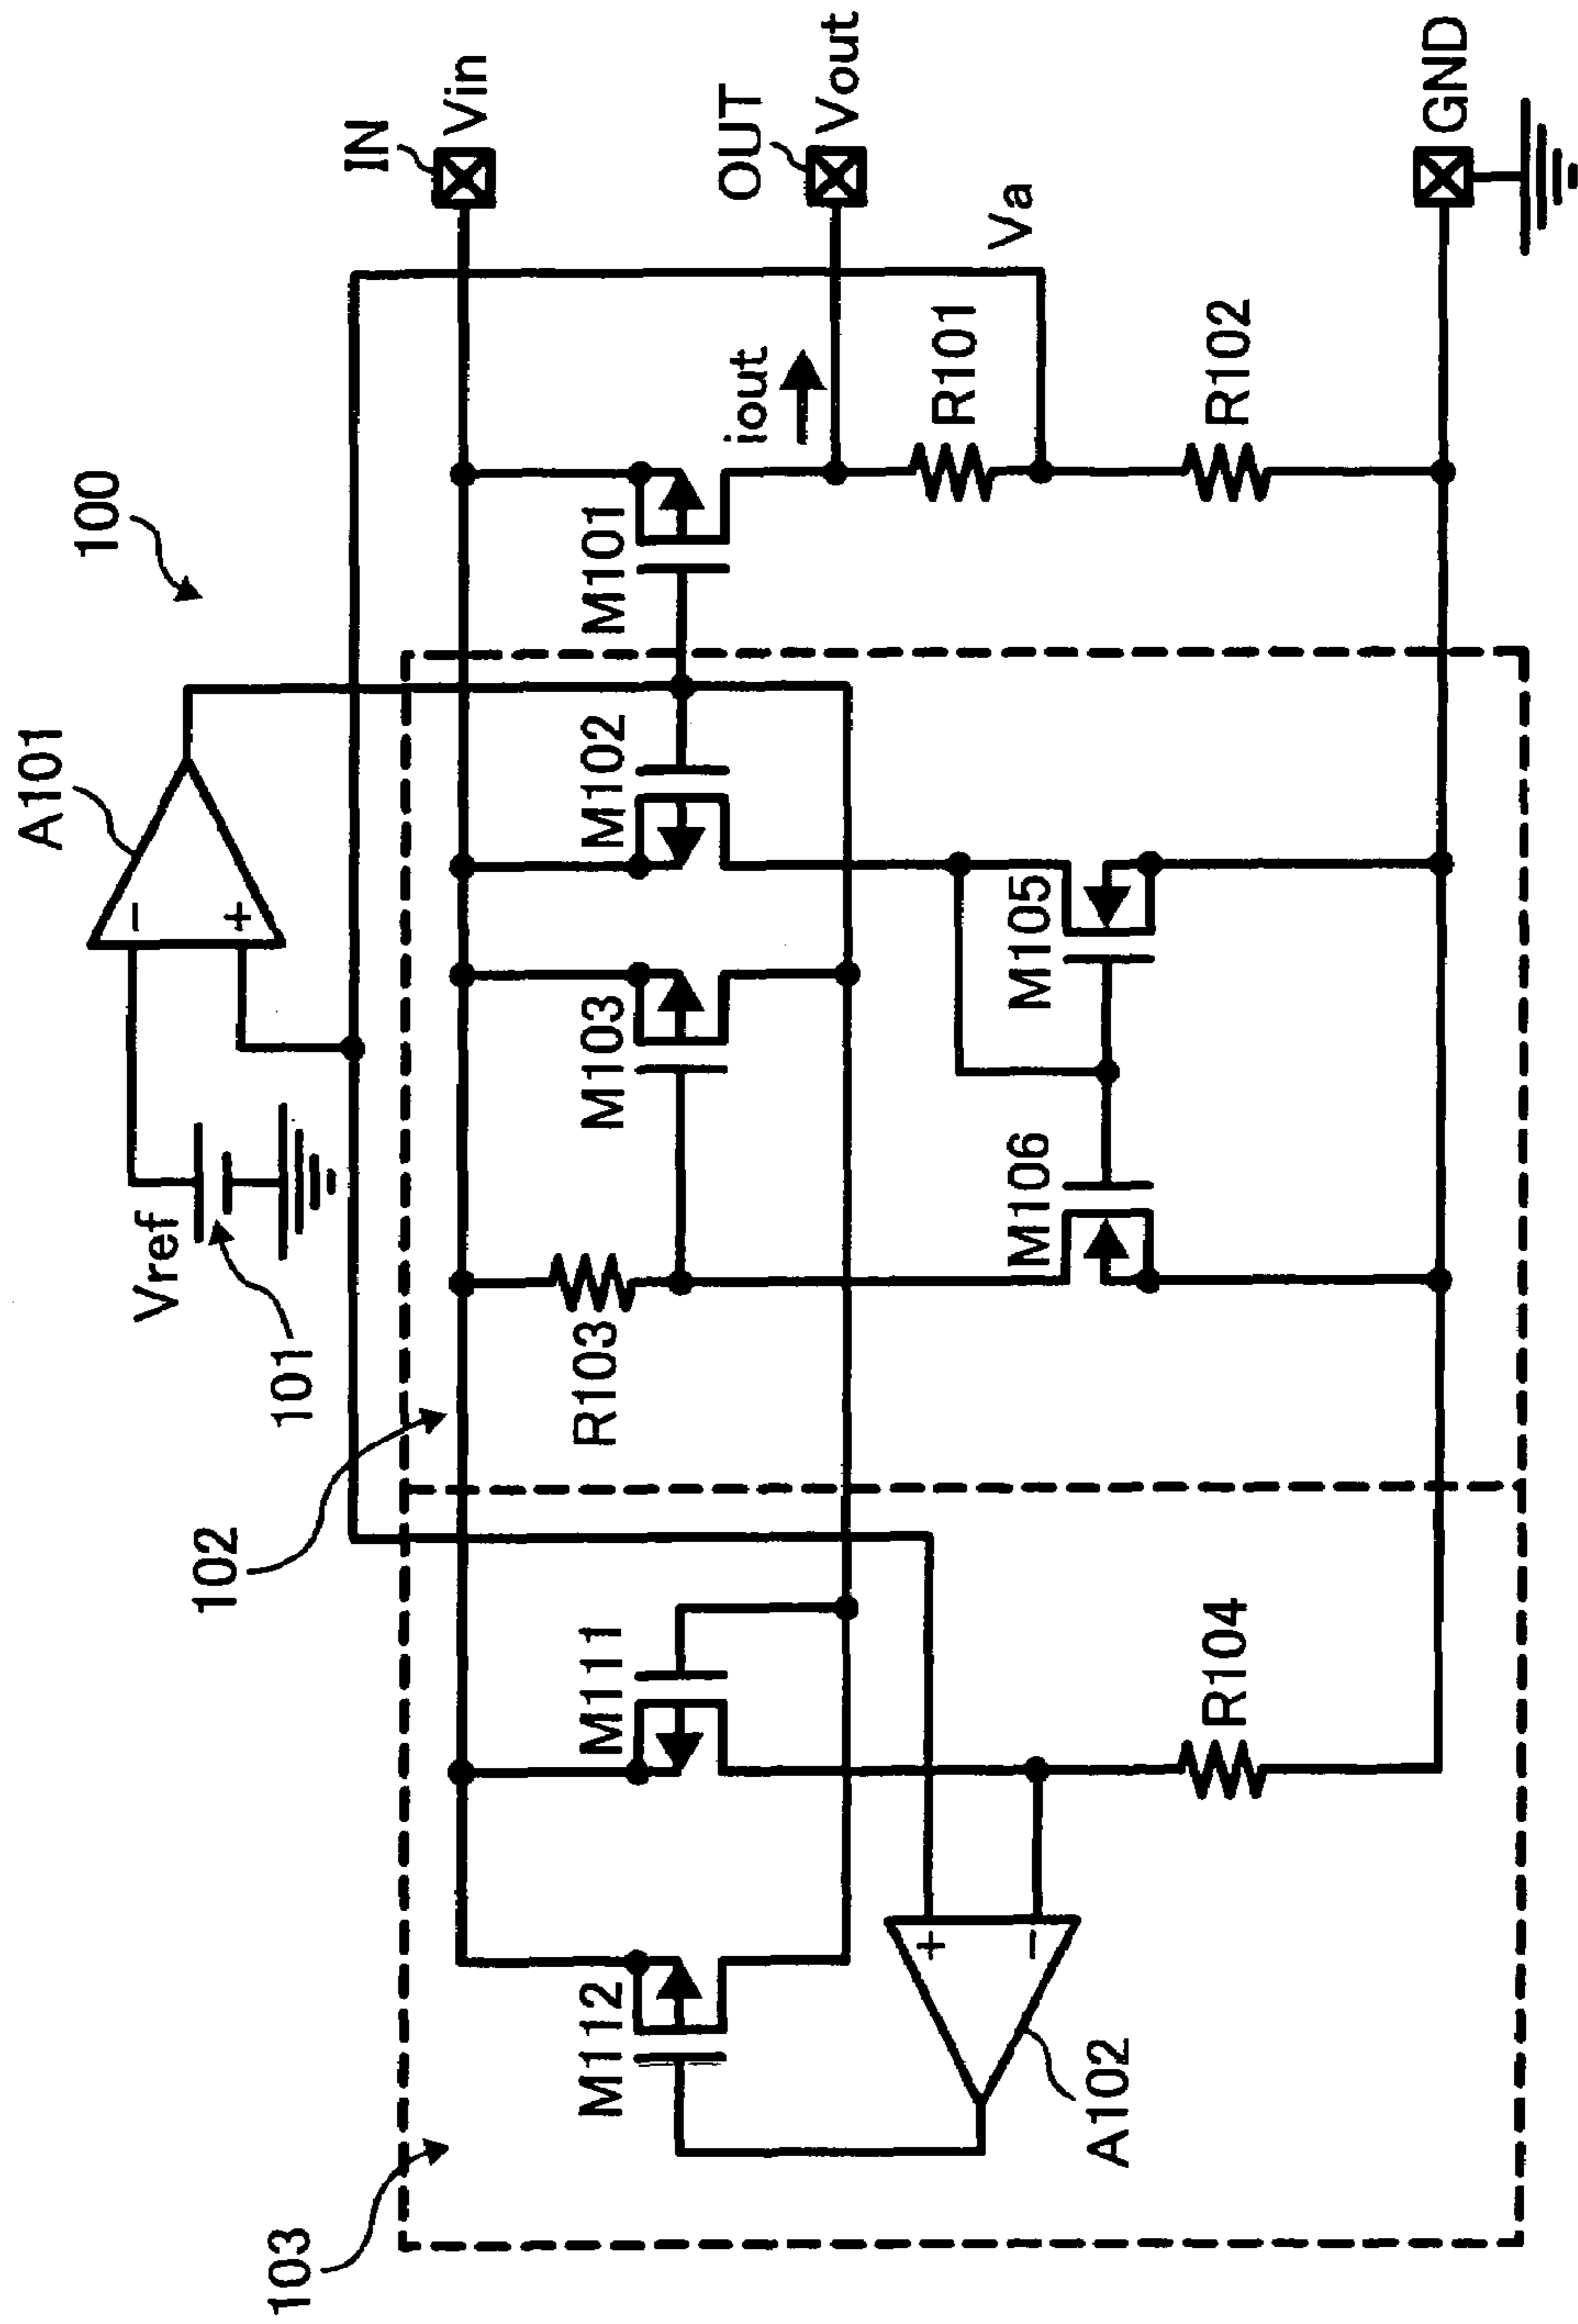 100
103
102
101
Vref
A101
-
+
IN
Vin
M112
M111
R103
M103
M102
M101
iout
OUT
Vout
Va
+
-
A102
R104
M106
M105
R101
R102
GND